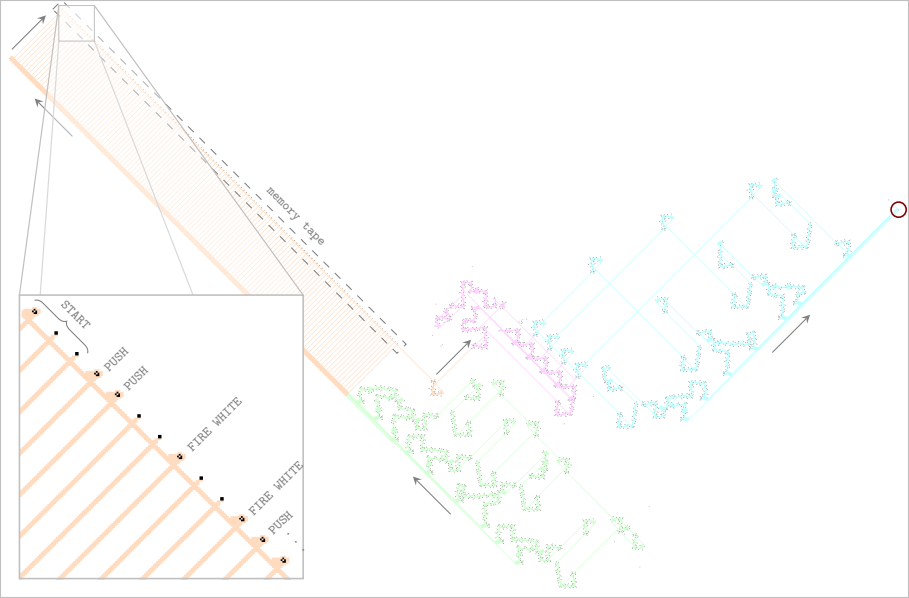 memory tape
START
PUSH
PUSH
FIRE WHITE
FIRE WHITE
PUSH
. . .